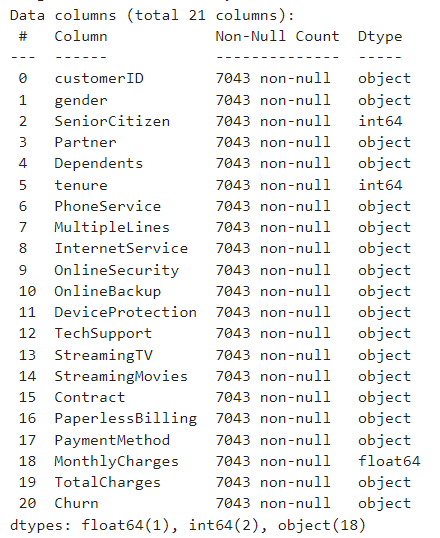 Data columns (total 21 columns):
 #   Column            Non-Null Count  Dtype
---  ------            --------------  -----
 0   customerID        7043 non-null   object
 1   gender            7043 non-null   object
 2   SeniorCitizen     7043 non-null   int64
 3   Partner           7043 non-null   object
 4   Dependents        7043 non-null   object
 5   tenure            7043 non-null   int64
 6   PhoneService      7043 non-null   object
 7   MultipleLines     7043 non-null   object
 8   InternetService   7043 non-null   object
 9   OnlineSecurity    7043 non-null   object
 10  OnlineBackup      7043 non-null   object
 11  DeviceProtection  7043 non-null   object
 12  TechSupport       7043 non-null   object
 13  StreamingTV       7043 non-null   object
 14  StreamingMovies   7043 non-null   object
 15  Contract          7043 non-null   object
 16  PaperlessBilling  7043 non-null   object
 17  PaymentMethod     7043 non-null   object
 18  MonthlyCharges    7043 non-null   float64
 19  TotalCharges      7043 non-null   object
 20  Churn             7043 non-null   object
dtypes: float64(1), int64(2), object(18)